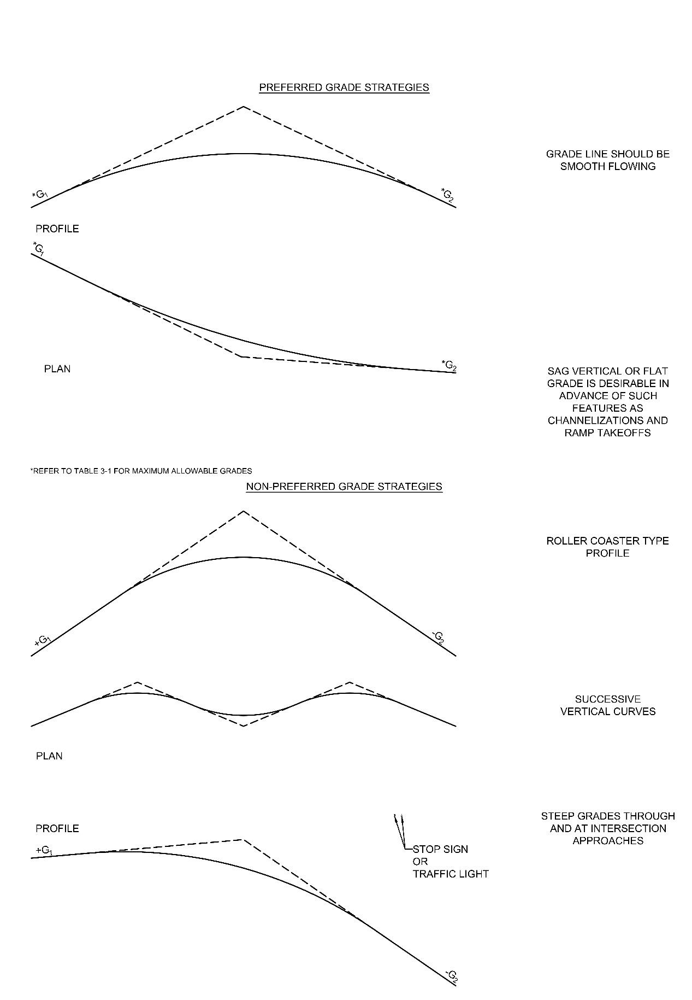 PREFERRED GRADE STRATEGIES
GRADE LINE SHOULD BE
SMOOTH FLOWING
*G1
*G2
PROFILE
*G1
*G2
PLAN
SAG VERTICAL OR FLAT
GRADE IS DESIRABLE IN
ADVANCE OF SUCH
FEATURES AS
CHANNELIZATIONS AND
RAMP TAKEOFFS
*REFER TO TABLE 3-1 FOR MAXIMUM ALLOWABLE GRADES
NON-PREFERRED GRADE STRATEGIES
ROLLER COASTER TYPE
PROFILE
+G1
-G2
SUCCESSIVE
VERTICAL CURVES
PLAN
STEEP GRADES THROUGH
AND AT INTERSECTION
APPROACHES
PROFILE
+G1
STOP SIGN
OR
TRAFFIC LIGHT
-G2